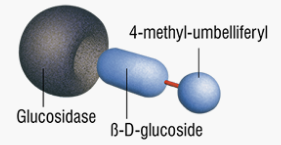 4-methyl-umbelliferyl
Glucosidase
ß-D-glucoside